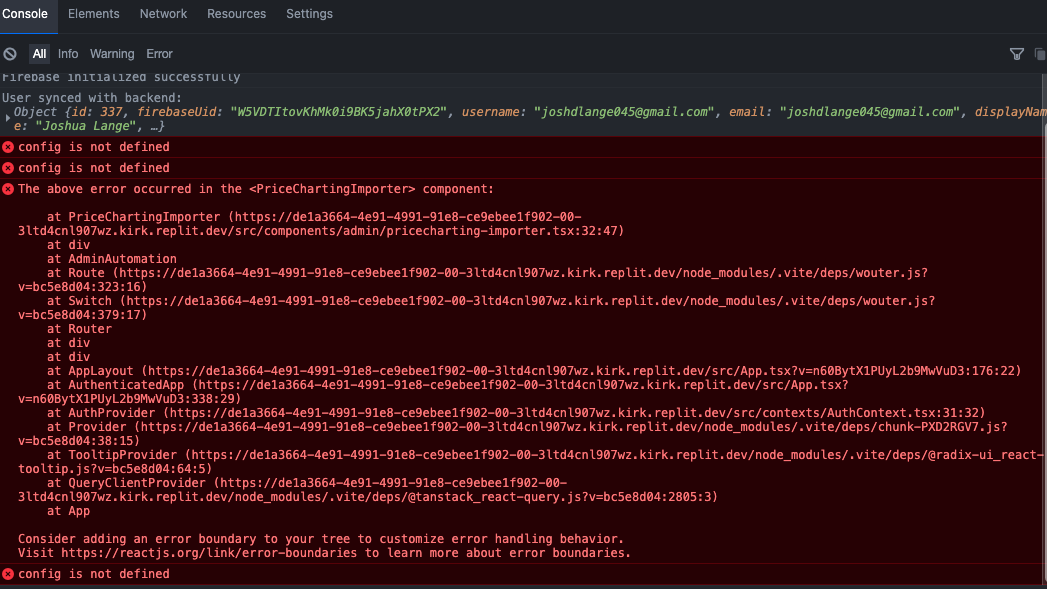 Console Elements Network Resources Settings
All Info Warning Error
Firebase initialized successfully
User synced with backend:
Object {id: 337, firebaseUid: "W5VDTItovKhMk0i9BK5jahX0tPX2", username: "joshdlange045@gmail.com", email: "joshdlange045@gmail.com", displayNam
e: "Joshua Lange", …}
config is not defined
config is not defined
The above error occurred in the <PriceChartingImporter> component:
at PriceChartingImporter (https://de1a3664-4e91-4991-91e8-ce9ebee1f902-00-
3ltd4cnl907wz.kirk.replit.dev/src/components/admin/pricecharting-importer.tsx:32:47)
at div
at AdminAutomation
at Route (https://de1a3664-4e91-4991-91e8-ce9ebee1f902-00-3ltd4cnl907wz.kirk.replit.dev/node_modules/.vite/deps/wouter.js?
v=bc5e8d04:323:16)
at Switch (https://de1a3664-4e91-4991-91e8-ce9ebee1f902-00-3ltd4cnl907wz.kirk.replit.dev/node_modules/.vite/deps/wouter.js?
v=bc5e8d04:379:17)
at Router
at div
at div
at AppLayout (https://de1a3664-4e91-4991-91e8-ce9ebee1f902-00-3ltd4cnl907wz.kirk.replit.dev/src/App.tsx?v=n60BytX1PUyL2b9MwVuD3:176:22)
at AuthenticatedApp (https://de1a3664-4e91-4991-91e8-ce9ebee1f902-00-3ltd4cnl907wz.kirk.replit.dev/src/App.tsx?
v=n60BytX1PUyL2b9MwVuD3:338:29)
at AuthProvider (https://de1a3664-4e91-4991-91e8-ce9ebee1f902-00-3ltd4cnl907wz.kirk.replit.dev/src/contexts/AuthContext.tsx:31:32)
at Provider (https://de1a3664-4e91-4991-91e8-ce9ebee1f902-00-3ltd4cnl907wz.kirk.replit.dev/node_modules/.vite/deps/chunk-PXD2RGV7.js?
v=bc5e8d04:38:15)
at TooltipProvider (https://de1a3664-4e91-4991-91e8-ce9ebee1f902-00-3ltd4cnl907wz.kirk.replit.dev/node_modules/.vite/deps/@radix-ui_react-
tooltip.js?v=bc5e8d04:64:5)
at QueryClientProvider (https://de1a3664-4e91-4991-91e8-ce9ebee1f902-00-
3ltd4cnl907wz.kirk.replit.dev/node_modules/.vite/deps/@tanstack_react-query.js?v=bc5e8d04:2805:3)
at App
Consider adding an error boundary to your tree to customize error handling behavior.
Visit https://reactjs.org/link/error-boundaries to learn more about error boundaries.
config is not defined